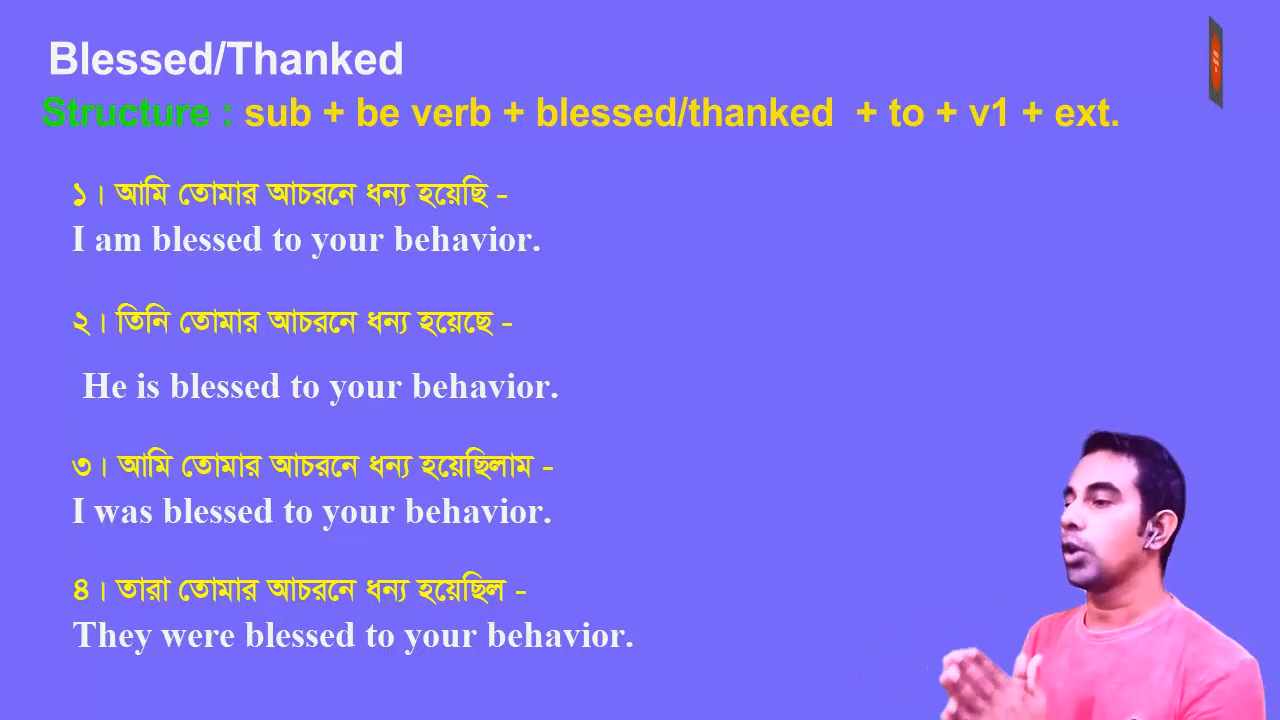 Blessed/Thanked
Structure : sub + be verb + blessed/thanked + to + v1 + ext.
১। আমি তোমার আচরনে ধন্য হয়েছি -
I am blessed to your behavior.
২। তিনি তোমার আচরনে ধন্য হয়েছে -
He is blessed to your behavior.
৩। আমি তোমার আচরনে ধন্য হয়েছিলাম -
I was blessed to your behavior.
৪। তারা তোমার আচরনে ধন্য হয়েছিল -
They were blessed to your behavior.